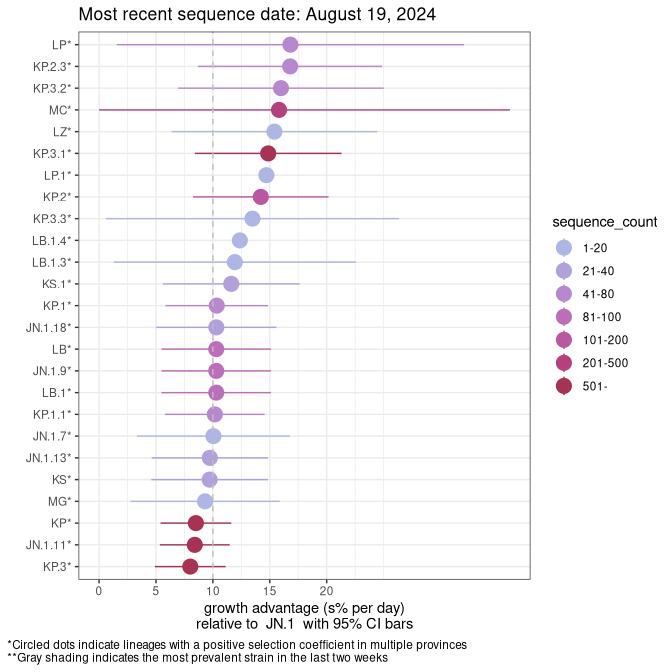 Most recent sequence date: August 19, 2024
LP*
KP.2.3*
KP.3.2*
MC*
LZ*
KP.3.1*
LP.1*
KP.2*
KP.3.3*
LB.1.4*
LB.1.3*
KS.1*
KP.1*
JN.1.18*
LB*
JN.1.9*
LB.1*
KP.1.1*
JN.1.7*
JN.1.13*
KS*
MG*
KP*
JN.1.11*
KP.3*
0 5 10 15 20
growth advantage (s% per day)
relative to JN.1 with 95% CI bars
sequence_count
1-20
21-40
41-80
81-100
101-200
201-500
501-
*Circled dots indicate lineages with a positive selection coefficient in multiple provinces
**Gray shading indicates the most prevalent strain in the last two weeks